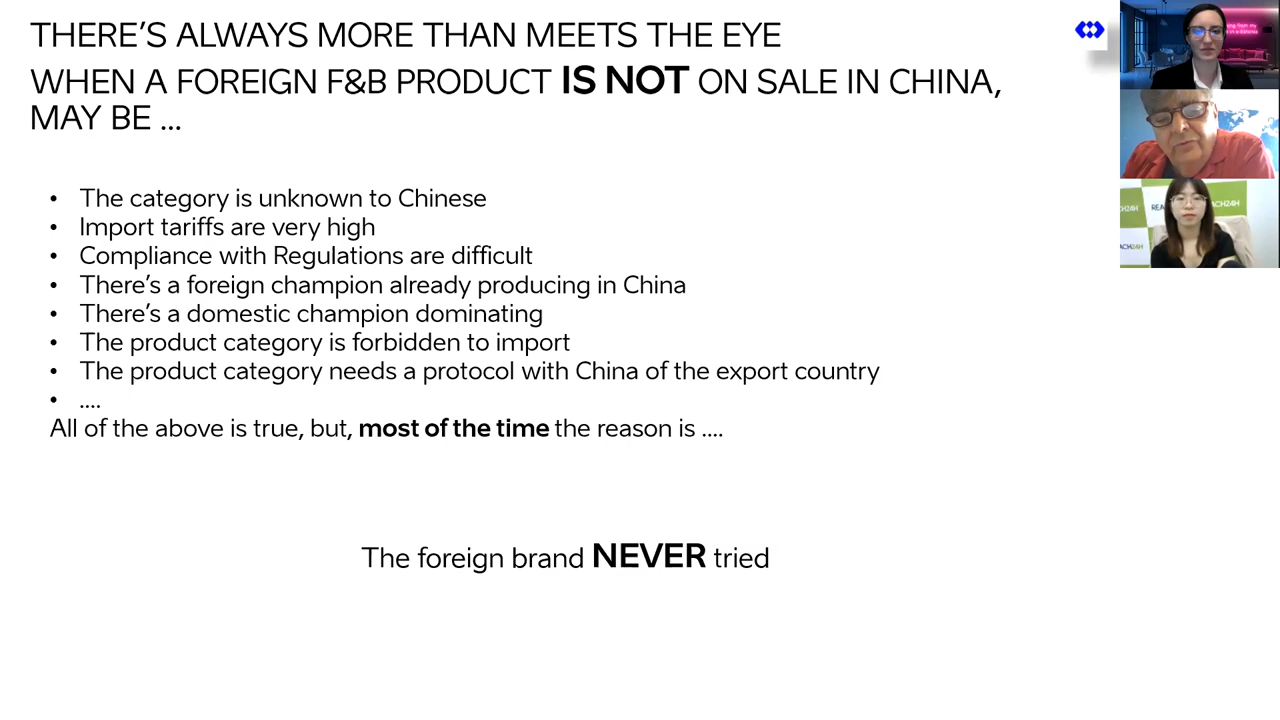 THERE’S ALWAYS MORE THAN MEETS THE EYE
WHEN A FOREIGN F&B PRODUCT IS NOT ON SALE IN CHINA,
MAY BE ...
• The category is unknown to Chinese
• Import tariffs are very high
• Compliance with Regulations are difficult
• There’s a foreign champion already producing in China
• There’s a domestic champion dominating
• The product category is forbidden to import
• The product category needs a protocol with China of the export country
• ....
All of the above is true, but, most of the time the reason is ....
The foreign brand NEVER tried